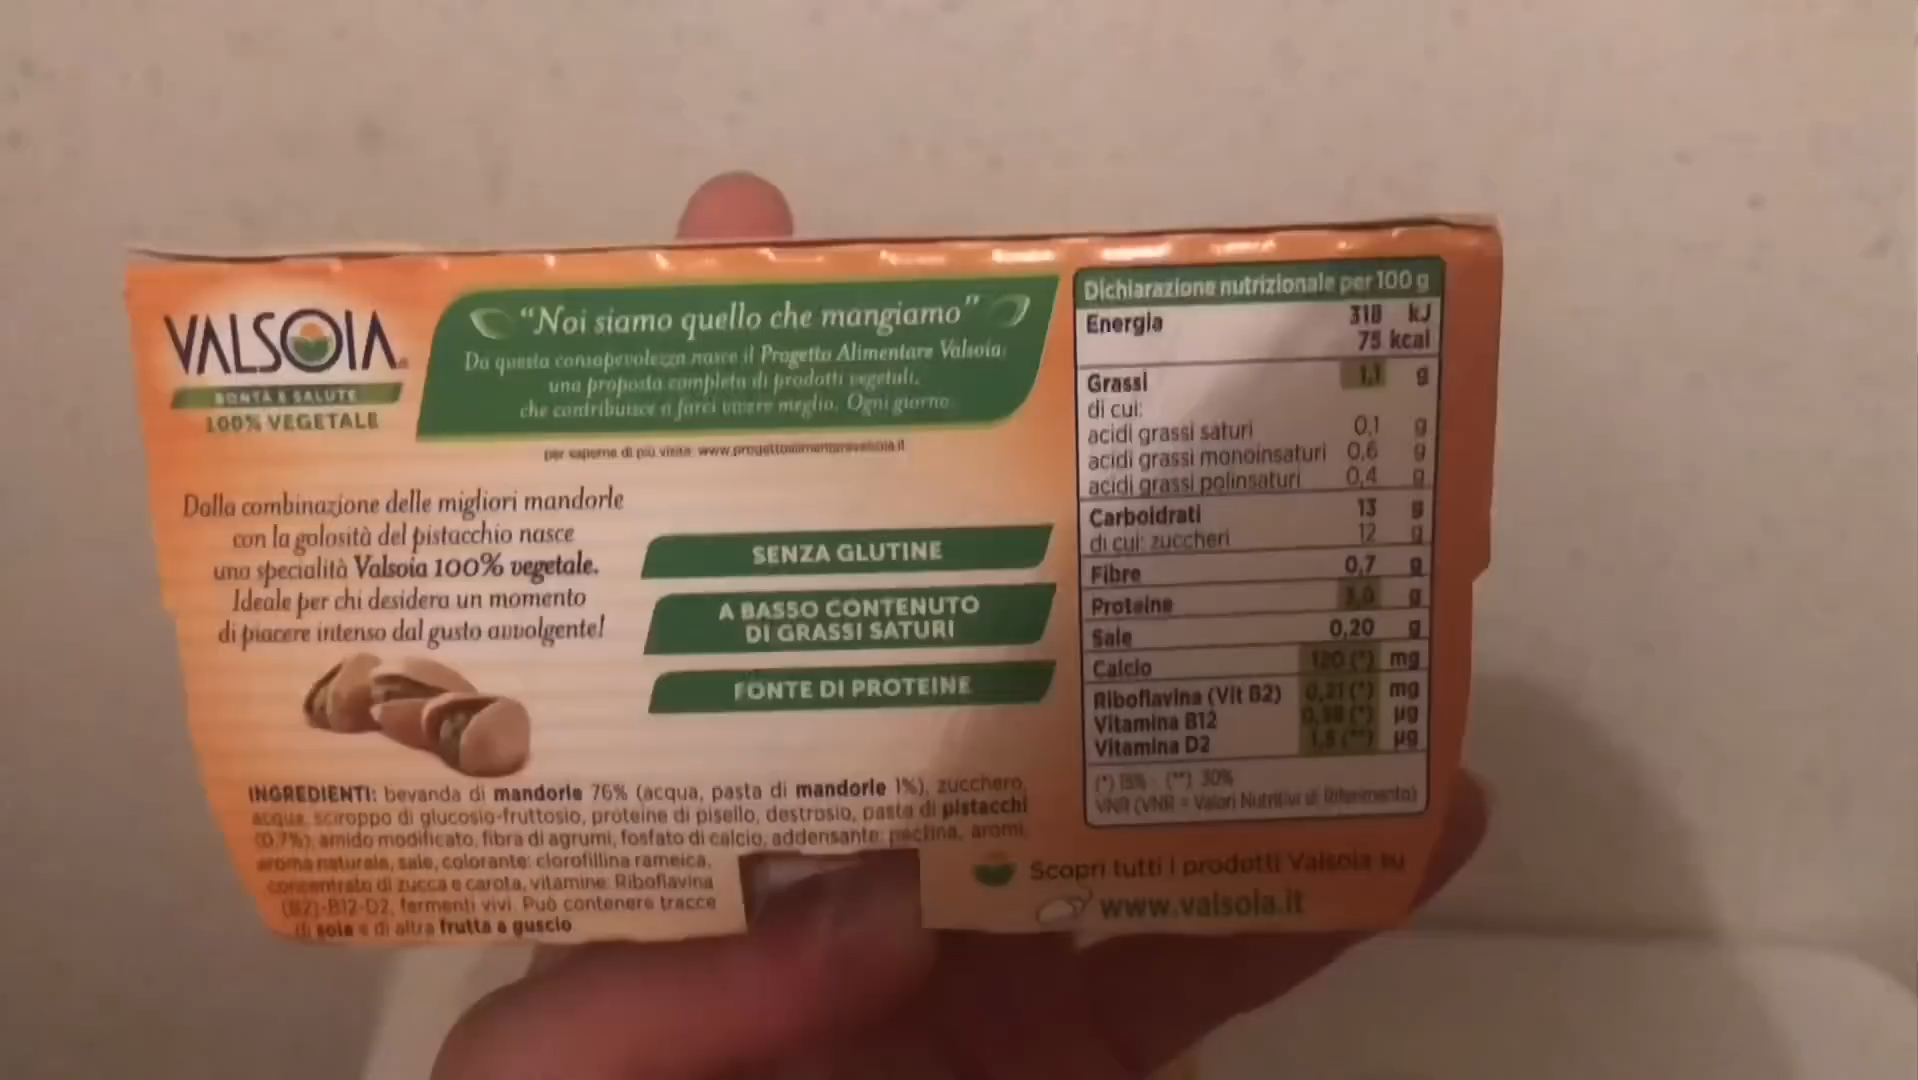 VALSOIA
BONTÀ E SALUTE
100% VEGETALE
“Noi siamo quello che mangiamo”
Da questa consapevolezza nasce il Progetto Alimentare Valsoia:
una proposta completa di prodotti vegetali,
che contribuisce a farci vivere meglio. Ogni giorno.
per saperne di più visita: www.progettoalimentarevalsoia.it
Dalla combinazione delle migliori mandorle
con la golosità del pistacchio nasce
una specialità Valsoia 100% vegetale.
Ideale per chi desidera un momento
di piacere intenso dal gusto avvolgente!
SENZA GLUTINE
A BASSO CONTENUTO
DI GRASSI SATURI
FONTE DI PROTEINE
INGREDIENTI: bevanda di mandorle 76% (acqua, pasta di mandorle 1%), zucchero,
acqua, sciroppo di glucosio-fruttosio, proteine di pisello, destrosio, pasta di pistacchi
(0,7%), amido modificato, fibra di agrumi, fosfato di calcio, addensante: pectina, aromi,
aroma naturale, sale, colorante: clorofillina rameica,
concentrato di zucca e carota, vitamine: Riboflavina
(B2)-B12-D2, fermenti vivi. Può contenere tracce
di soia e di altra frutta a guscio.
Dichiarazione nutrizionale per 100 g
Energia 318 kJ
75 kcal
Grassi 1,1 g
di cui:
acidi grassi saturi 0,1 g
acidi grassi monoinsaturi 0,6 g
acidi grassi polinsaturi 0,4 g
Carboidrati 13 g
di cui: zuccheri 12 g
Fibre 0,7 g
Proteine 3,0 g
Sale 0,20 g
Calcio 120 (*) mg
Riboflavina (Vit B2) 0,21 (*) mg
Vitamina B12 0,38 (*) µg
Vitamina D2 1,5 (**) µg
(*) 15% - (**) 30%
VNR (VNR = Valori Nutritivi di Riferimento)
Scopri tutti i prodotti Valsoia su
www.valsoia.it